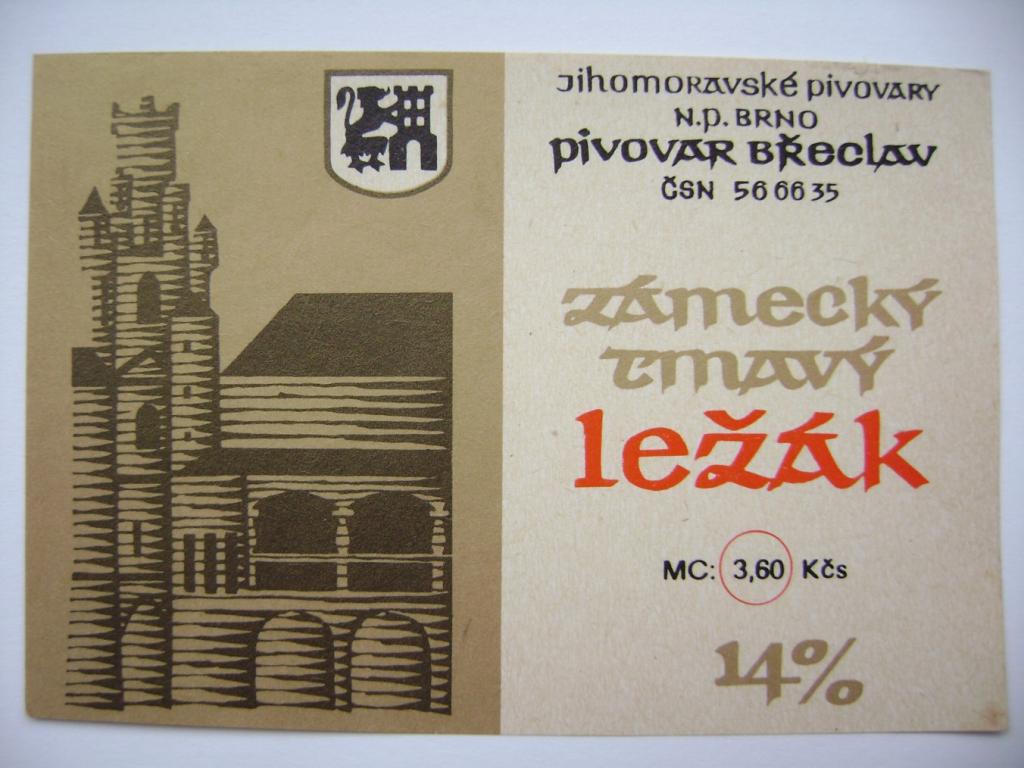 Jihomoravské pivovary
n.p. Brno
pivovar Břeclav
ČSN 56 66 35
zámecký
tmavý
ležák
MC: 3,60 Kčs
14%